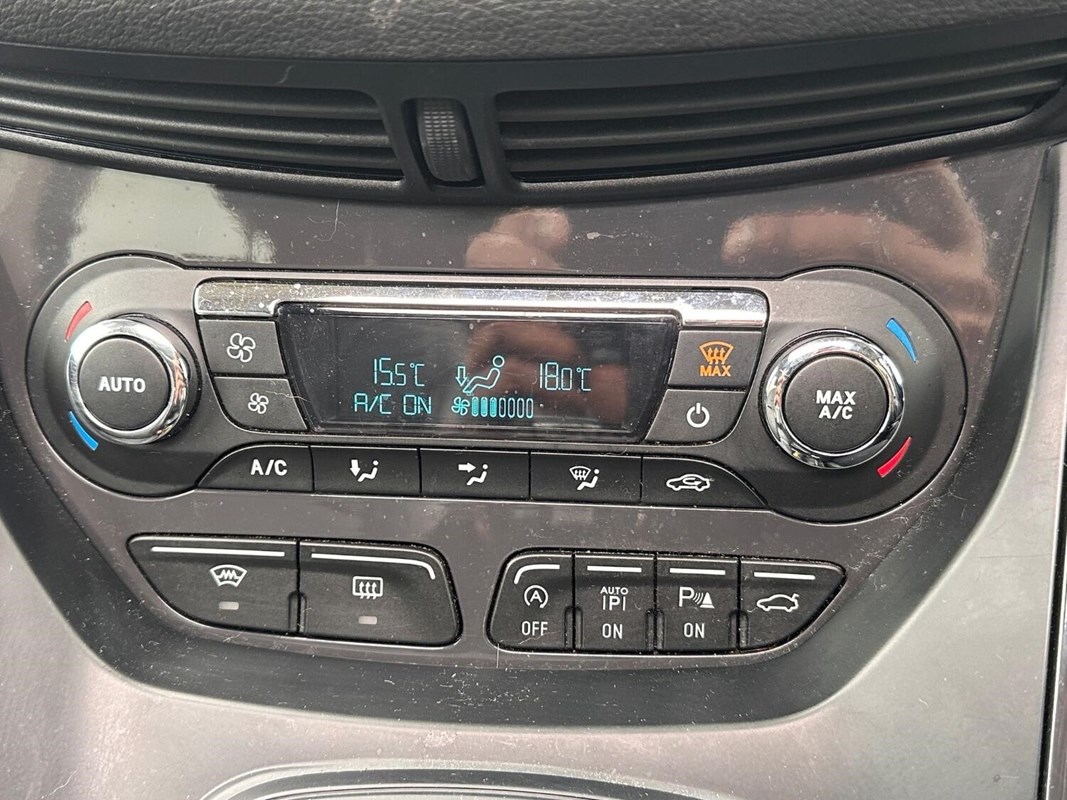 15.5°C 18.0°C
A/C ON
AUTO
MAX
MAX
A/C
A/C
OFF
AUTO
P
ON
P
ON